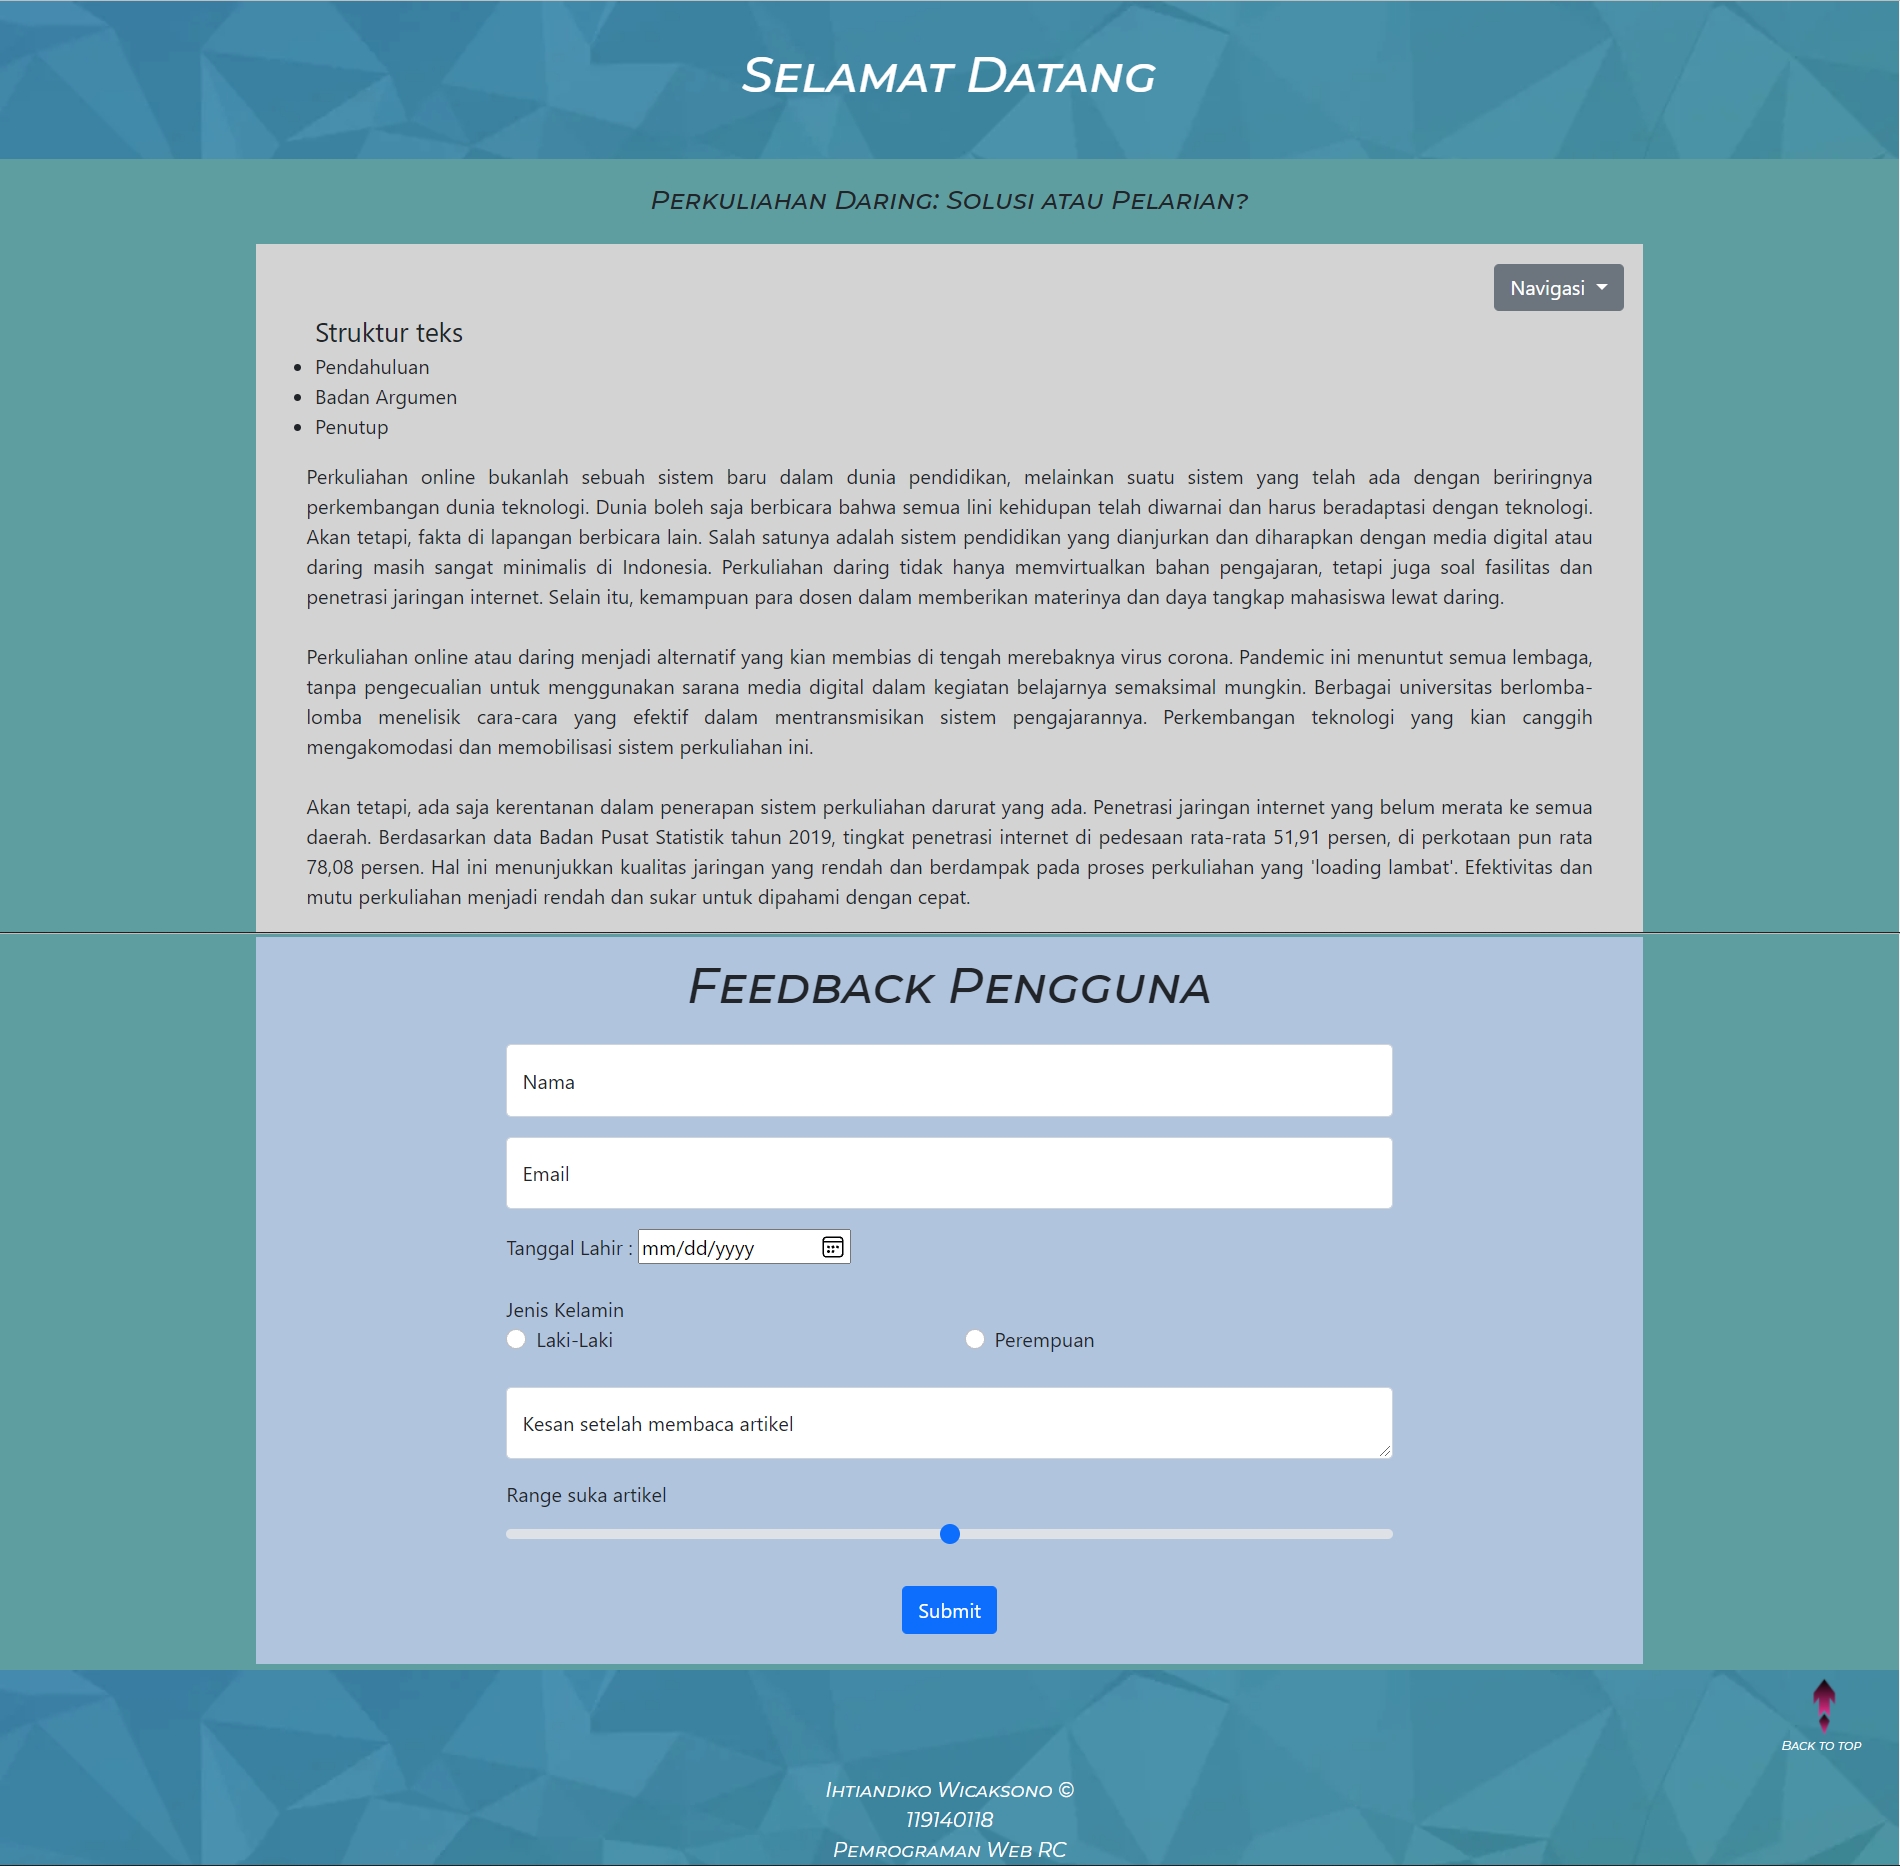 Selamat Datang
Perkuliahan Daring: Solusi atau Pelarian?
Navigasi
Struktur teks
Pendahuluan
Badan Argumen
Penutup
Perkuliahan online bukanlah sebuah sistem baru dalam dunia pendidikan, melainkan suatu sistem yang telah ada dengan beriringnya
perkembangan dunia teknologi. Dunia boleh saja berbicara bahwa semua lini kehidupan telah diwarnai dan harus beradaptasi dengan teknologi.
Akan tetapi, fakta di lapangan berbicara lain. Salah satunya adalah sistem pendidikan yang dianjurkan dan diharapkan dengan media digital atau
daring masih sangat minimalis di Indonesia. Perkuliahan daring tidak hanya memvirtualkan bahan pengajaran, tetapi juga soal fasilitas dan
penetrasi jaringan internet. Selain itu, kemampuan para dosen dalam memberikan materinya dan daya tangkap mahasiswa lewat daring.
Perkuliahan online atau daring menjadi alternatif yang kian membias di tengah merebaknya virus corona. Pandemic ini menuntut semua lembaga,
tanpa pengecualian untuk menggunakan sarana media digital dalam kegiatan belajarnya semaksimal mungkin. Berbagai universitas berlomba-
lomba menelisik cara-cara yang efektif dalam mentransmisikan sistem pengajarannya. Perkembangan teknologi yang kian canggih
mengakomodasi dan memobilisasi sistem perkuliahan ini.
Akan tetapi, ada saja kerentanan dalam penerapan sistem perkuliahan darurat yang ada. Penetrasi jaringan internet yang belum merata ke semua
daerah. Berdasarkan data Badan Pusat Statistik tahun 2019, tingkat penetrasi internet di pedesaan rata-rata 51,91 persen, di perkotaan pun rata
78,08 persen. Hal ini menunjukkan kualitas jaringan yang rendah dan berdampak pada proses perkuliahan yang 'loading lambat'. Efektivitas dan
mutu perkuliahan menjadi rendah dan sukar untuk dipahami dengan cepat.
Feedback Pengguna
Nama
Email
Tanggal Lahir : mm/dd/yyyy
Jenis Kelamin
Laki-Laki Perempuan
Kesan setelah membaca artikel
Range suka artikel
Submit
Back to top
Ihtiandiko Wicaksono ©
119140118
Pemrograman Web RC